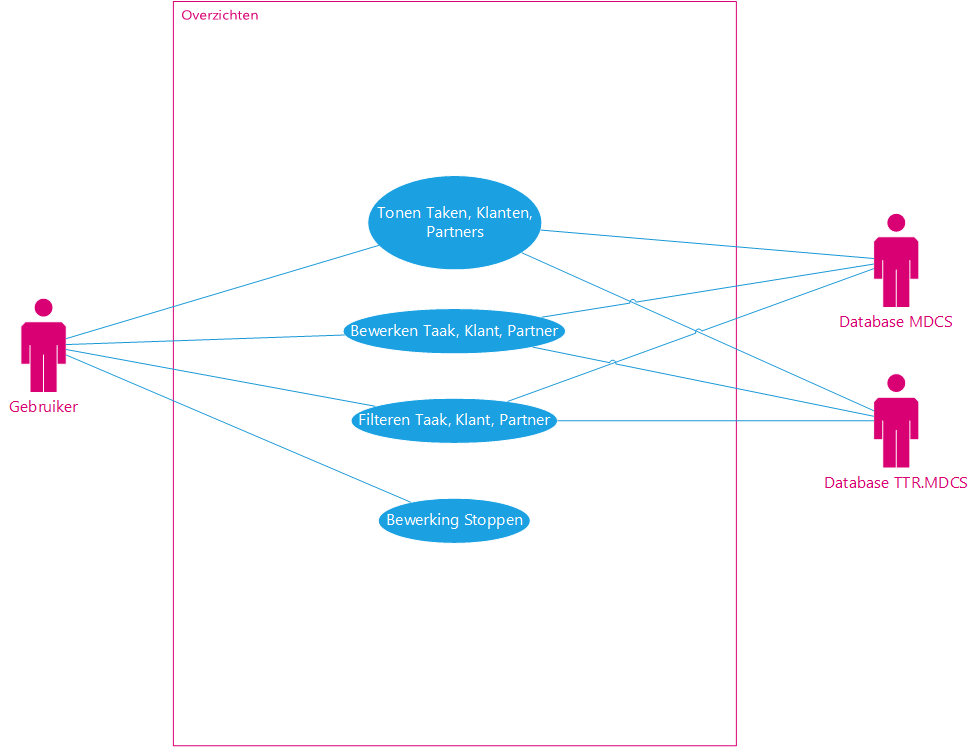 Overzichten
Tonen Taken, Klanten,
Partners
Bewerken Taak, Klant, Partner
Filteren Taak, Klant, Partner
Bewerking Stoppen
Gebruiker
Database MDCS
Database TTR.MDCS